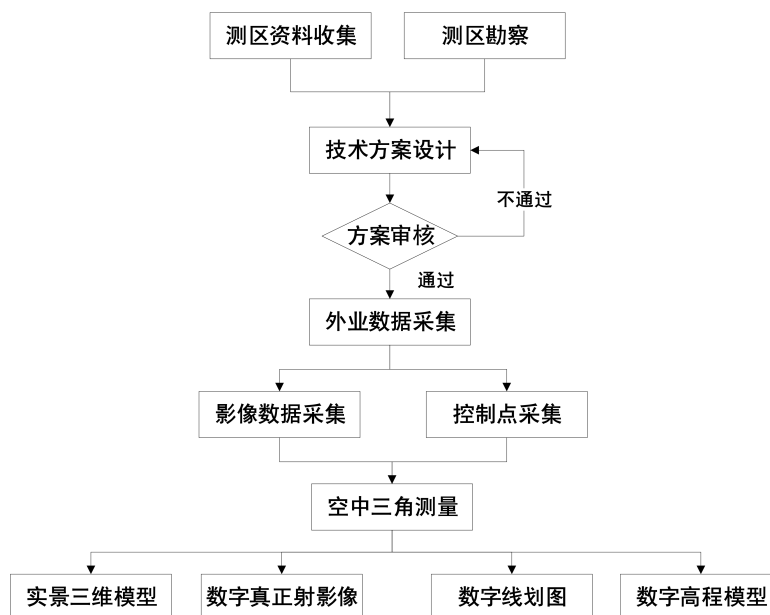 测区资料收集
测区勘察
技术方案设计
不通过
方案审核
通过
外业数据采集
影像数据采集
控制点采集
空中三角测量
实景三维模型
数字真正射影像
数字线划图
数字高程模型